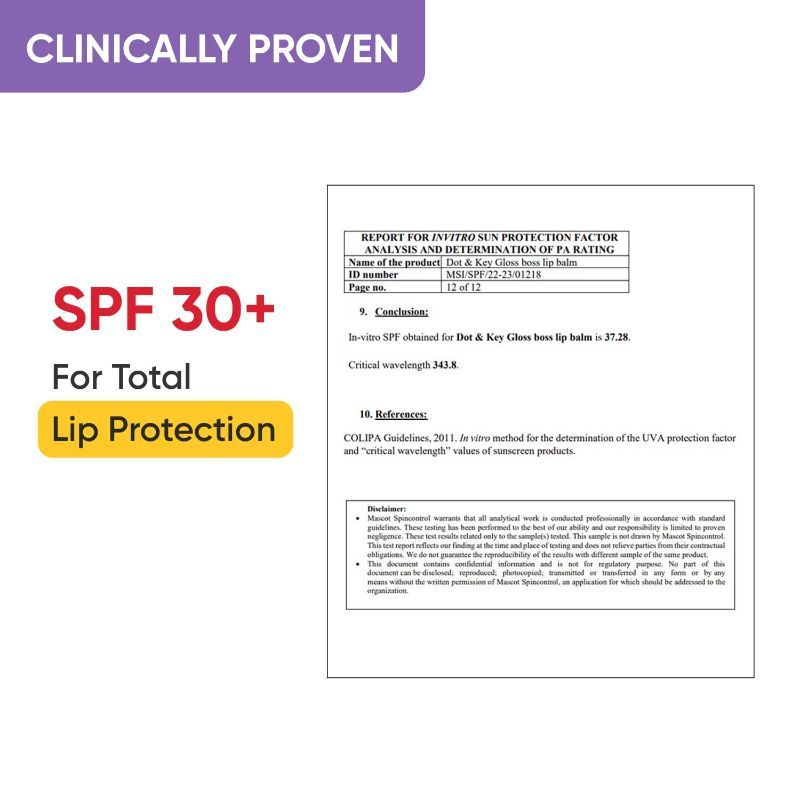 CLINICALLY PROVEN
SPF 30+
For Total
Lip Protection
REPORT FOR INVITRO SUN PROTECTION FACTOR
ANALYSIS AND DETERMINATION OF PA RATING
Name of the product Dot & Key Gloss boss lip balm
ID number MSI/SPF/22-23/01218
Page no. 12 of 12
9. Conclusion:
In-vitro SPF obtained for Dot & Key Gloss boss lip balm is 37.28.
Critical wavelength 343.8.
10. References:
COLIPA Guidelines, 2011. In vitro method for the determination of the UVA protection factor
and “critical wavelength” values of sunscreen products.
Disclaimer:
• Mascot Spincontrol warrants that all analytical work is conducted professionally in accordance with standard
guidelines. These testing has been performed to the best of our ability and our responsibility is limited to proven
negligence. These test results related only to the sample(s) tested. This sample is not drawn by Mascot Spincontrol.
This test report reflects our finding at the time and place of testing and does not relieve parties from their contractual
obligations. We do not guarantee the reproducibility of the results with different sample of the same product.
• This document contains confidential information and is not for regulatory purpose. No part of this
document can be disclosed; reproduced; photocopied; transmitted or transferred in any form or by any
means without the written permission of Mascot Spincontrol, an application for which should be addressed to the
organization.